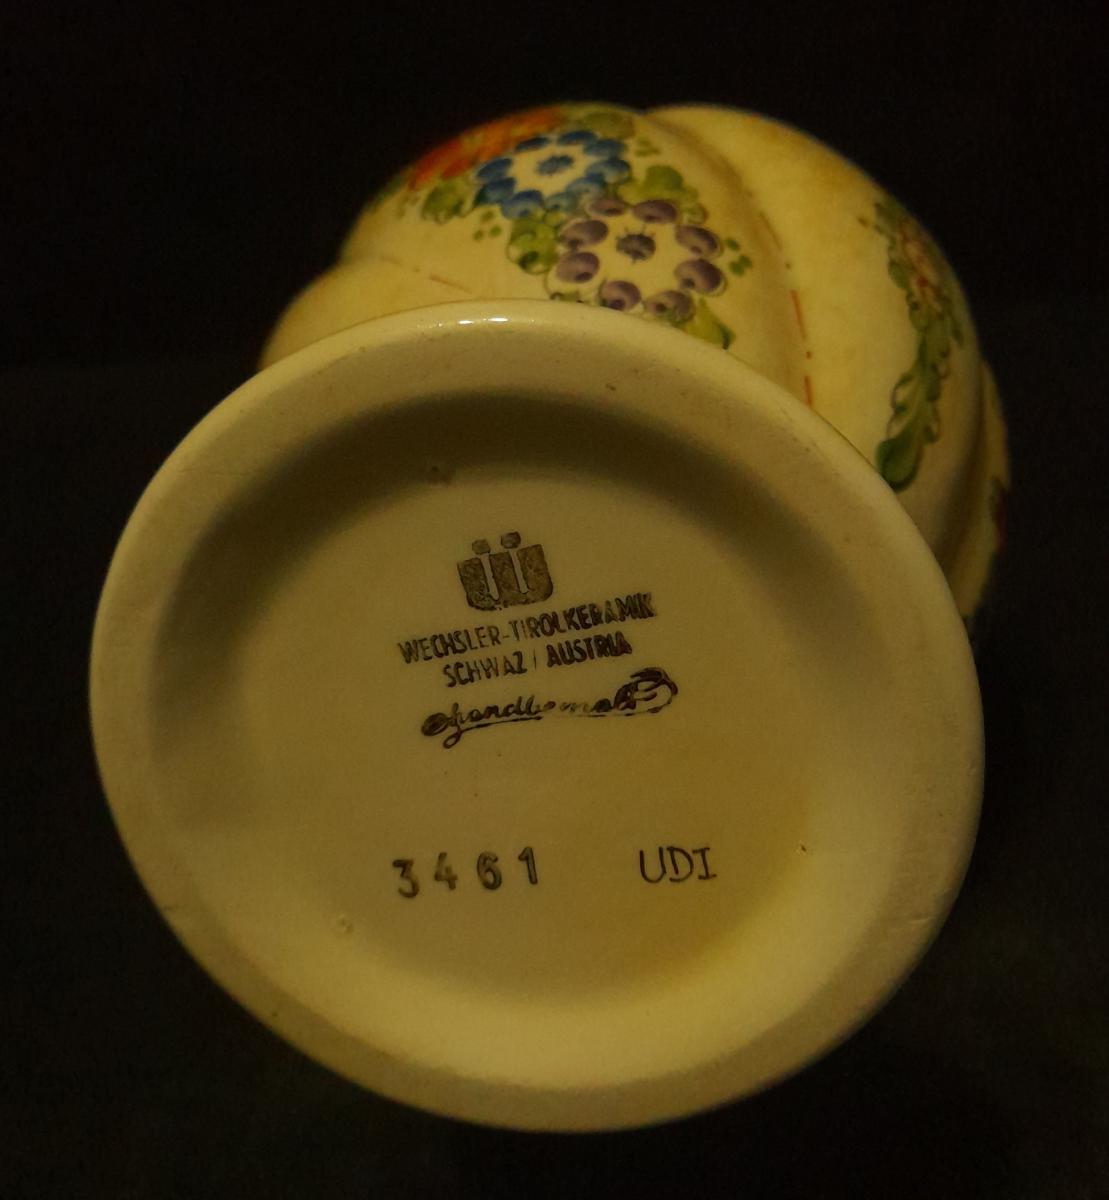 WECHSLER-TIROLKERAMIK
SCHWAZ / AUSTRIA
handbemalt
3461 UDI